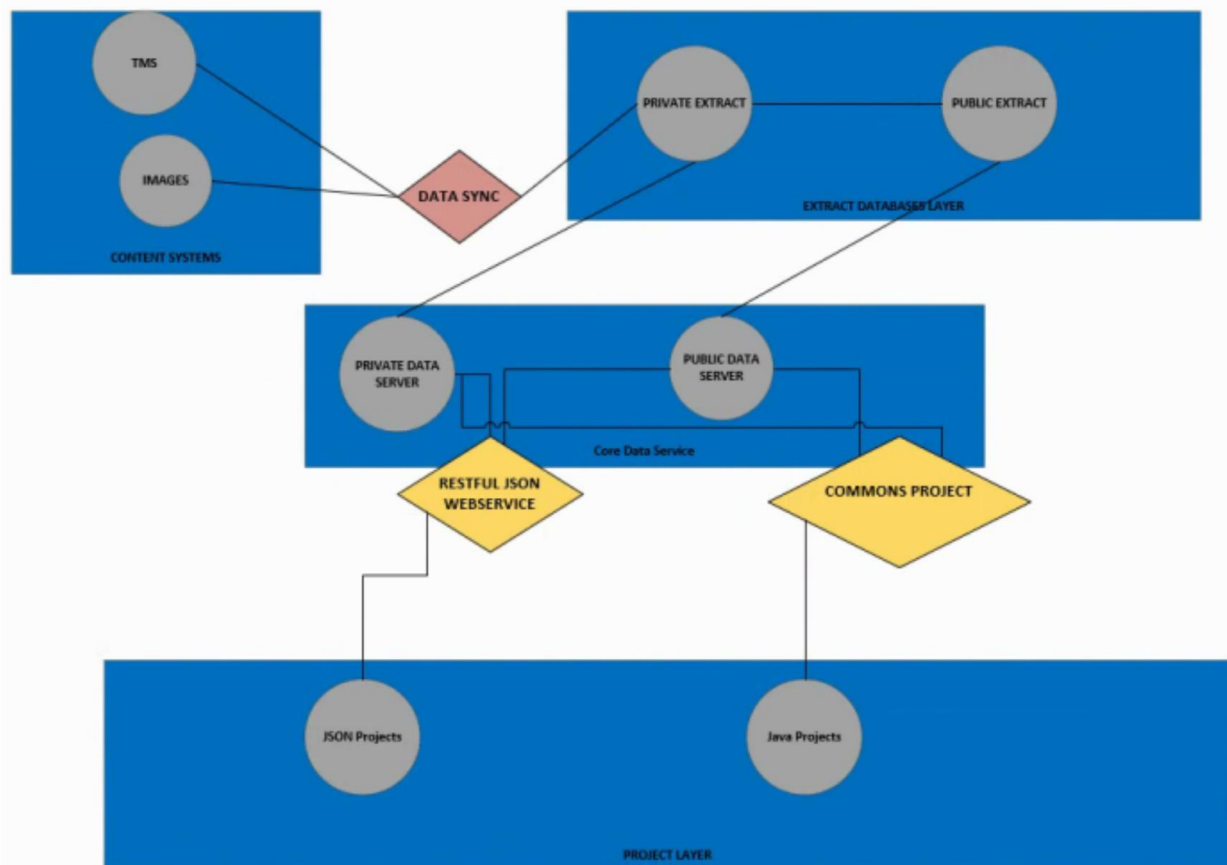 TMS
PRIVATE EXTRACT
PUBLIC EXTRACT
IMAGES
DATA SYNC
EXTRACT DATABASES LAYER
CONTENT SYSTEMS
PRIVATE DATA
SERVER
PUBLIC DATA
SERVER
Core Data Service
RESTFUL JSON
WEBSERVICE
COMMONS PROJECT
JSON Projects
Java Projects
PROJECT LAYER